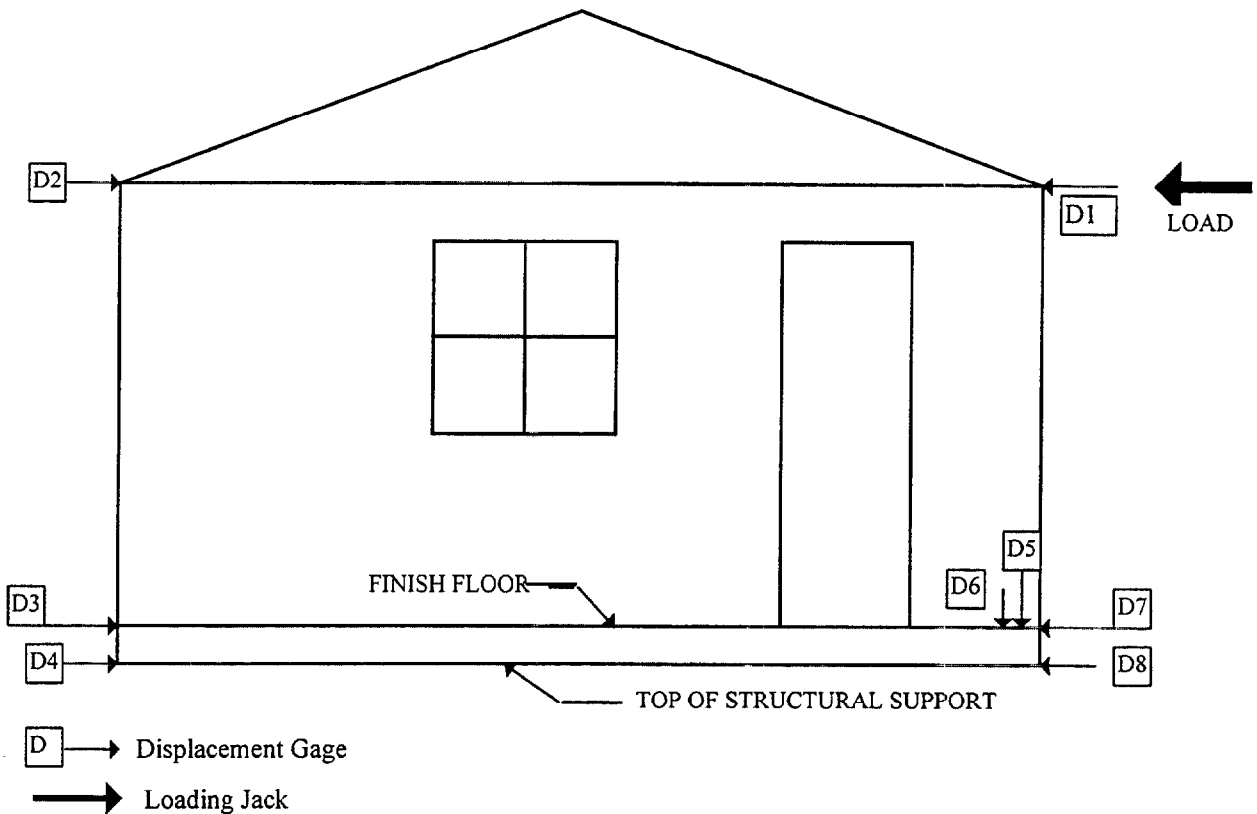 D2
D1
LOAD
D5
D6
FINISH FLOOR
D3
D7
D4
D8
TOP OF STRUCTURAL SUPPORT
D Displacement Gage
Loading Jack